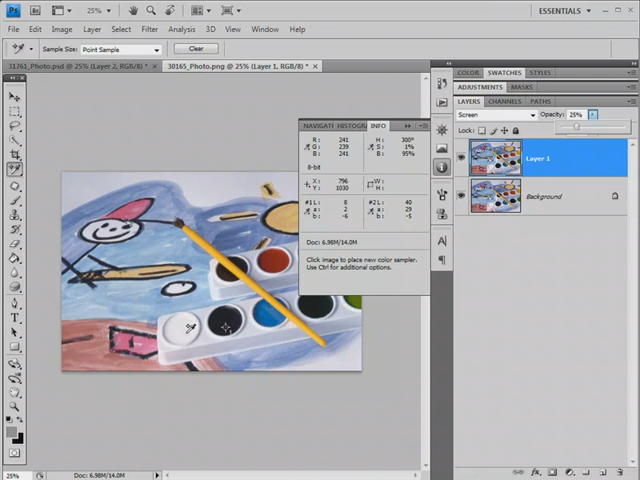 Ps
25%
ESSENTIALS
File Edit Image Layer Select Filter Analysis 3D View Window Help
Sample Size: Point Sample Clear
31761_Photo.psd @ 25% (Layer 2, RGB/8) * × 30165_Photo.png @ 25% (Layer 1, RGB/8) * ×
COLOR SWATCHES STYLES
ADJUSTMENTS MASKS
LAYERS CHANNELS PATHS
Screen Opacity: 25%
Lock:
Layer 1
Background
NAVIGATI HISTOGRA INFO
R: 241 H: 300°
G: 239 S: 1%
B: 241 B: 95%
8-bit
X: 796 W:
Y: 1030 H:
#1 L: 8 #2 L: 40
a: 2 a: 29
b: -6 b: -5
Doc: 6.98M/14.0M
Click image to place new color sampler.
Use Ctrl for additional options.
25% Doc: 6.98M/14.0M